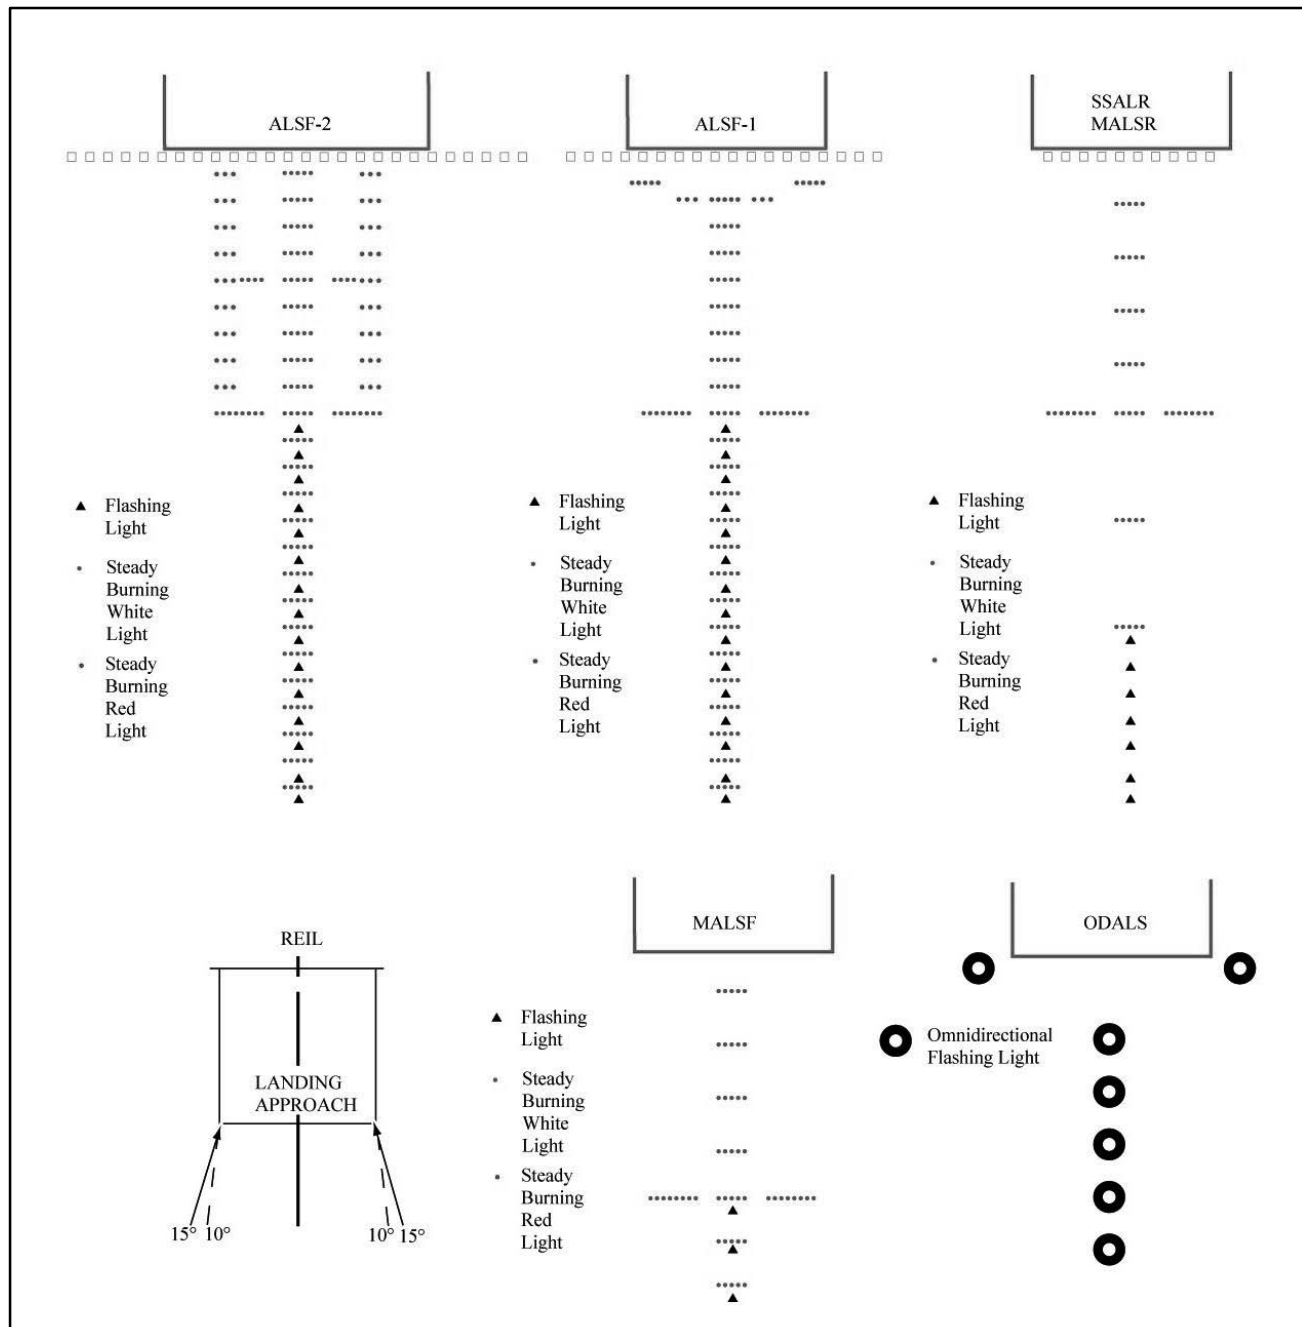 ALSF-2
▲ Flashing
Light
• Steady
Burning
White
Light
• Steady
Burning
Red
Light
ALSF-1
▲ Flashing
Light
• Steady
Burning
White
Light
• Steady
Burning
Red
Light
SSALR
MALSR
▲ Flashing
Light
• Steady
Burning
White
Light
• Steady
Burning
Red
Light
REIL
LANDING
APPROACH
15° 10°
10° 15°
MALSF
▲ Flashing
Light
• Steady
Burning
White
Light
• Steady
Burning
Red
Light
ODALS
Omnidirectional
Flashing Light